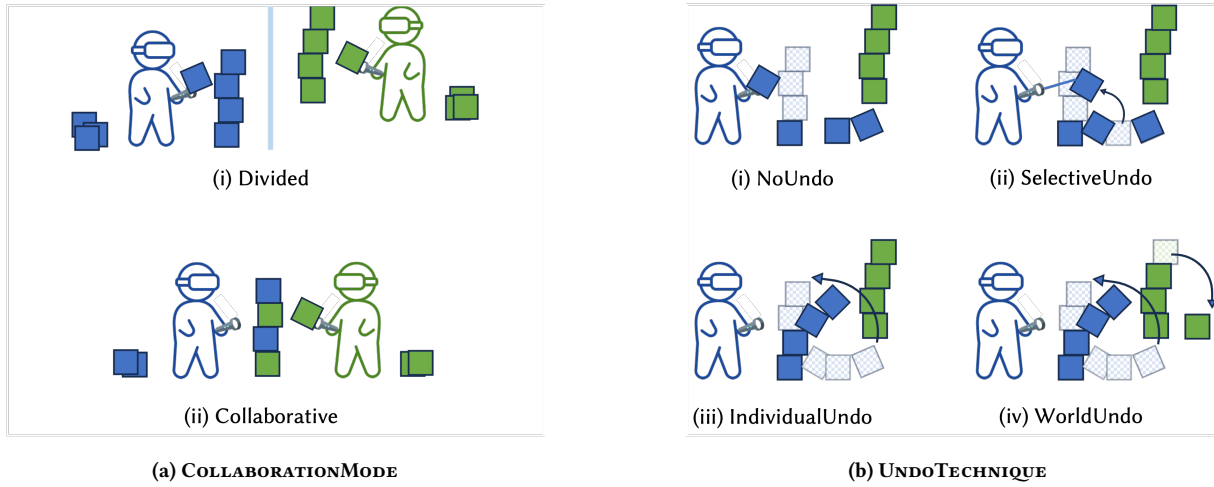 (i) Divided
(ii) Collaborative
(a) COLLABORATIONMODE
(i) NoUndo
(ii) SelectiveUndo
(iii) IndividualUndo
(iv) WorldUndo
(b) UNDOTECHNIQUE